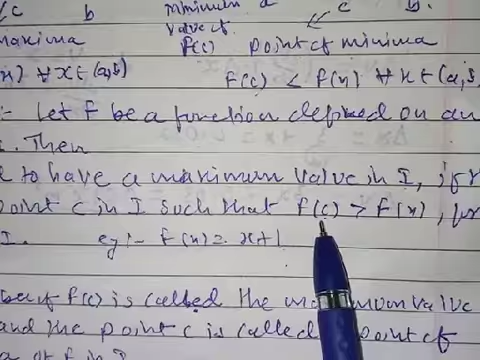 c b minimum a c b.
maxima value of
f(c) point of minima
∀x∈(a,b) f(c) < f(x) ∀x∈(a,b
:- Let f be a function defined on an
. Then
to have a maximum value in I, if
point c in I such that f(c) > f(x), for
I. eg:- f(x)= x+1
f(c) is called the maximum value
and the point c is called point of
of f in I